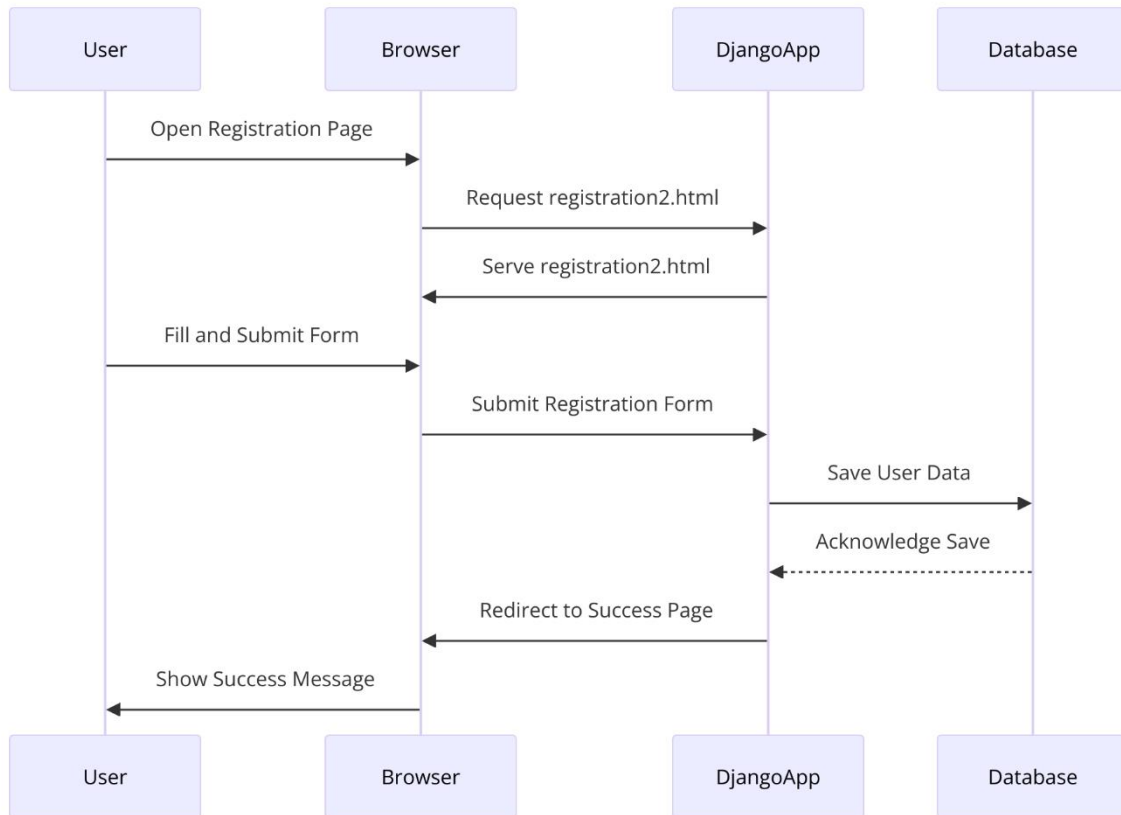 User
Browser
DjangoApp
Database
Open Registration Page
Request registration2.html
Serve registration2.html
Fill and Submit Form
Submit Registration Form
Save User Data
Acknowledge Save
Redirect to Success Page
Show Success Message
User
Browser
DjangoApp
Database